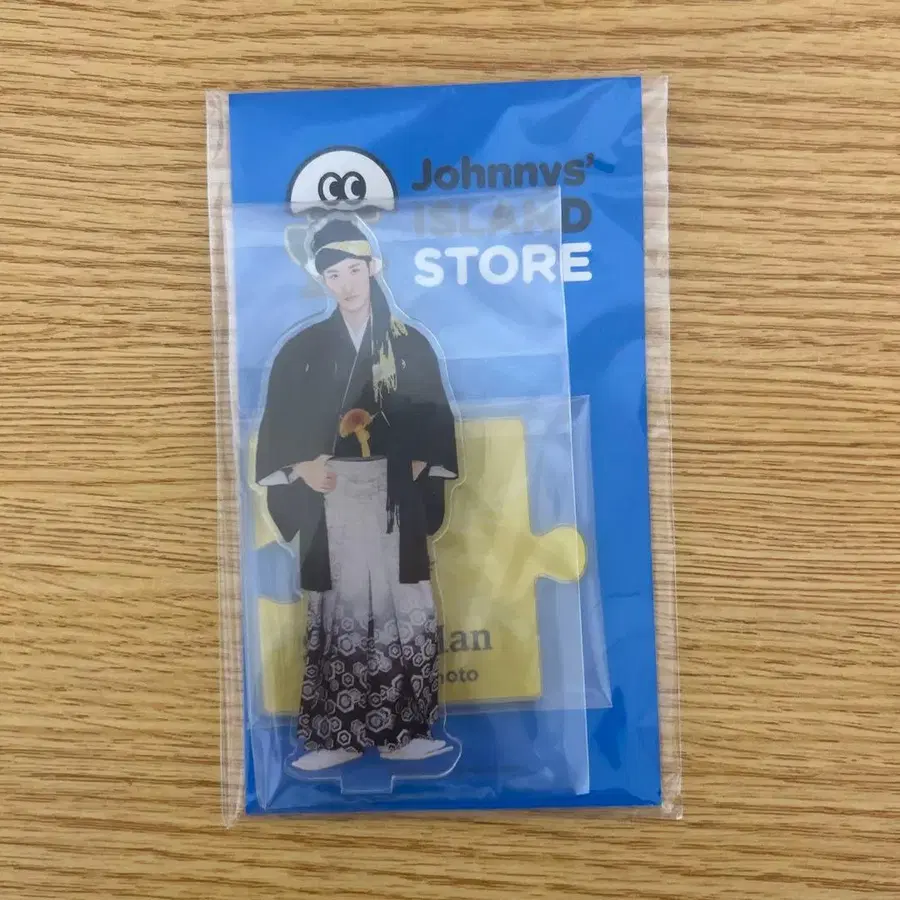 Johnnys'
ISLAND
STORE
lan
oto